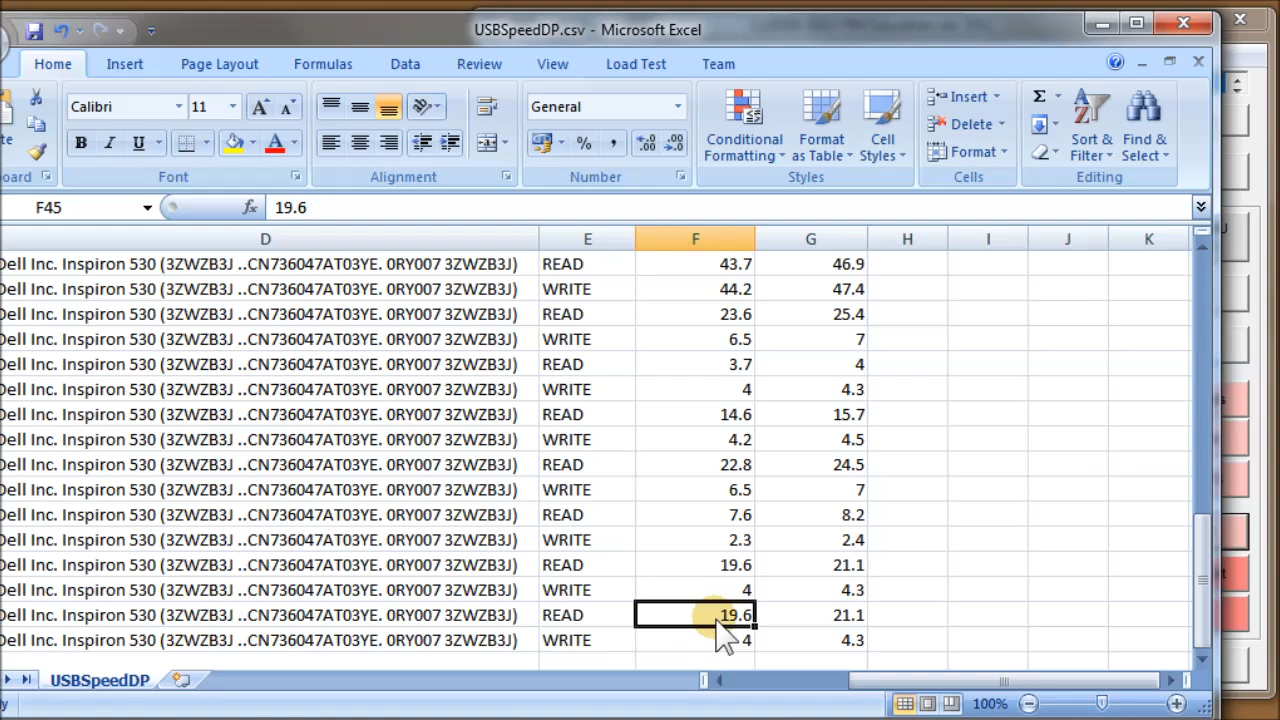 USBSpeedDP.csv - Microsoft Excel
Home Insert Page Layout Formulas Data Review View Load Test Team
Calibri 11 General Conditional Formatting Format as Table Cell Styles Insert Delete Format Sort & Filter Find & Select
B I U % ,
oard Font Alignment Number Styles Cells Editing
F45 fx 19.6
D E F G H I J K
Dell Inc. Inspiron 530 (3ZWZB3J ..CN736047AT03YE. 0RY007 3ZWZB3J) READ 43.7 46.9
Dell Inc. Inspiron 530 (3ZWZB3J ..CN736047AT03YE. 0RY007 3ZWZB3J) WRITE 44.2 47.4
Dell Inc. Inspiron 530 (3ZWZB3J ..CN736047AT03YE. 0RY007 3ZWZB3J) READ 23.6 25.4
Dell Inc. Inspiron 530 (3ZWZB3J ..CN736047AT03YE. 0RY007 3ZWZB3J) WRITE 6.5 7
Dell Inc. Inspiron 530 (3ZWZB3J ..CN736047AT03YE. 0RY007 3ZWZB3J) READ 3.7 4
Dell Inc. Inspiron 530 (3ZWZB3J ..CN736047AT03YE. 0RY007 3ZWZB3J) WRITE 4 4.3
Dell Inc. Inspiron 530 (3ZWZB3J ..CN736047AT03YE. 0RY007 3ZWZB3J) READ 14.6 15.7
Dell Inc. Inspiron 530 (3ZWZB3J ..CN736047AT03YE. 0RY007 3ZWZB3J) WRITE 4.2 4.5
Dell Inc. Inspiron 530 (3ZWZB3J ..CN736047AT03YE. 0RY007 3ZWZB3J) READ 22.8 24.5
Dell Inc. Inspiron 530 (3ZWZB3J ..CN736047AT03YE. 0RY007 3ZWZB3J) WRITE 6.5 7
Dell Inc. Inspiron 530 (3ZWZB3J ..CN736047AT03YE. 0RY007 3ZWZB3J) READ 7.6 8.2
Dell Inc. Inspiron 530 (3ZWZB3J ..CN736047AT03YE. 0RY007 3ZWZB3J) WRITE 2.3 2.4
Dell Inc. Inspiron 530 (3ZWZB3J ..CN736047AT03YE. 0RY007 3ZWZB3J) READ 19.6 21.1
Dell Inc. Inspiron 530 (3ZWZB3J ..CN736047AT03YE. 0RY007 3ZWZB3J) WRITE 4 4.3
Dell Inc. Inspiron 530 (3ZWZB3J ..CN736047AT03YE. 0RY007 3ZWZB3J) READ 19.6 21.1
Dell Inc. Inspiron 530 (3ZWZB3J ..CN736047AT03YE. 0RY007 3ZWZB3J) WRITE 4 4.3
USBSpeedDP
100%